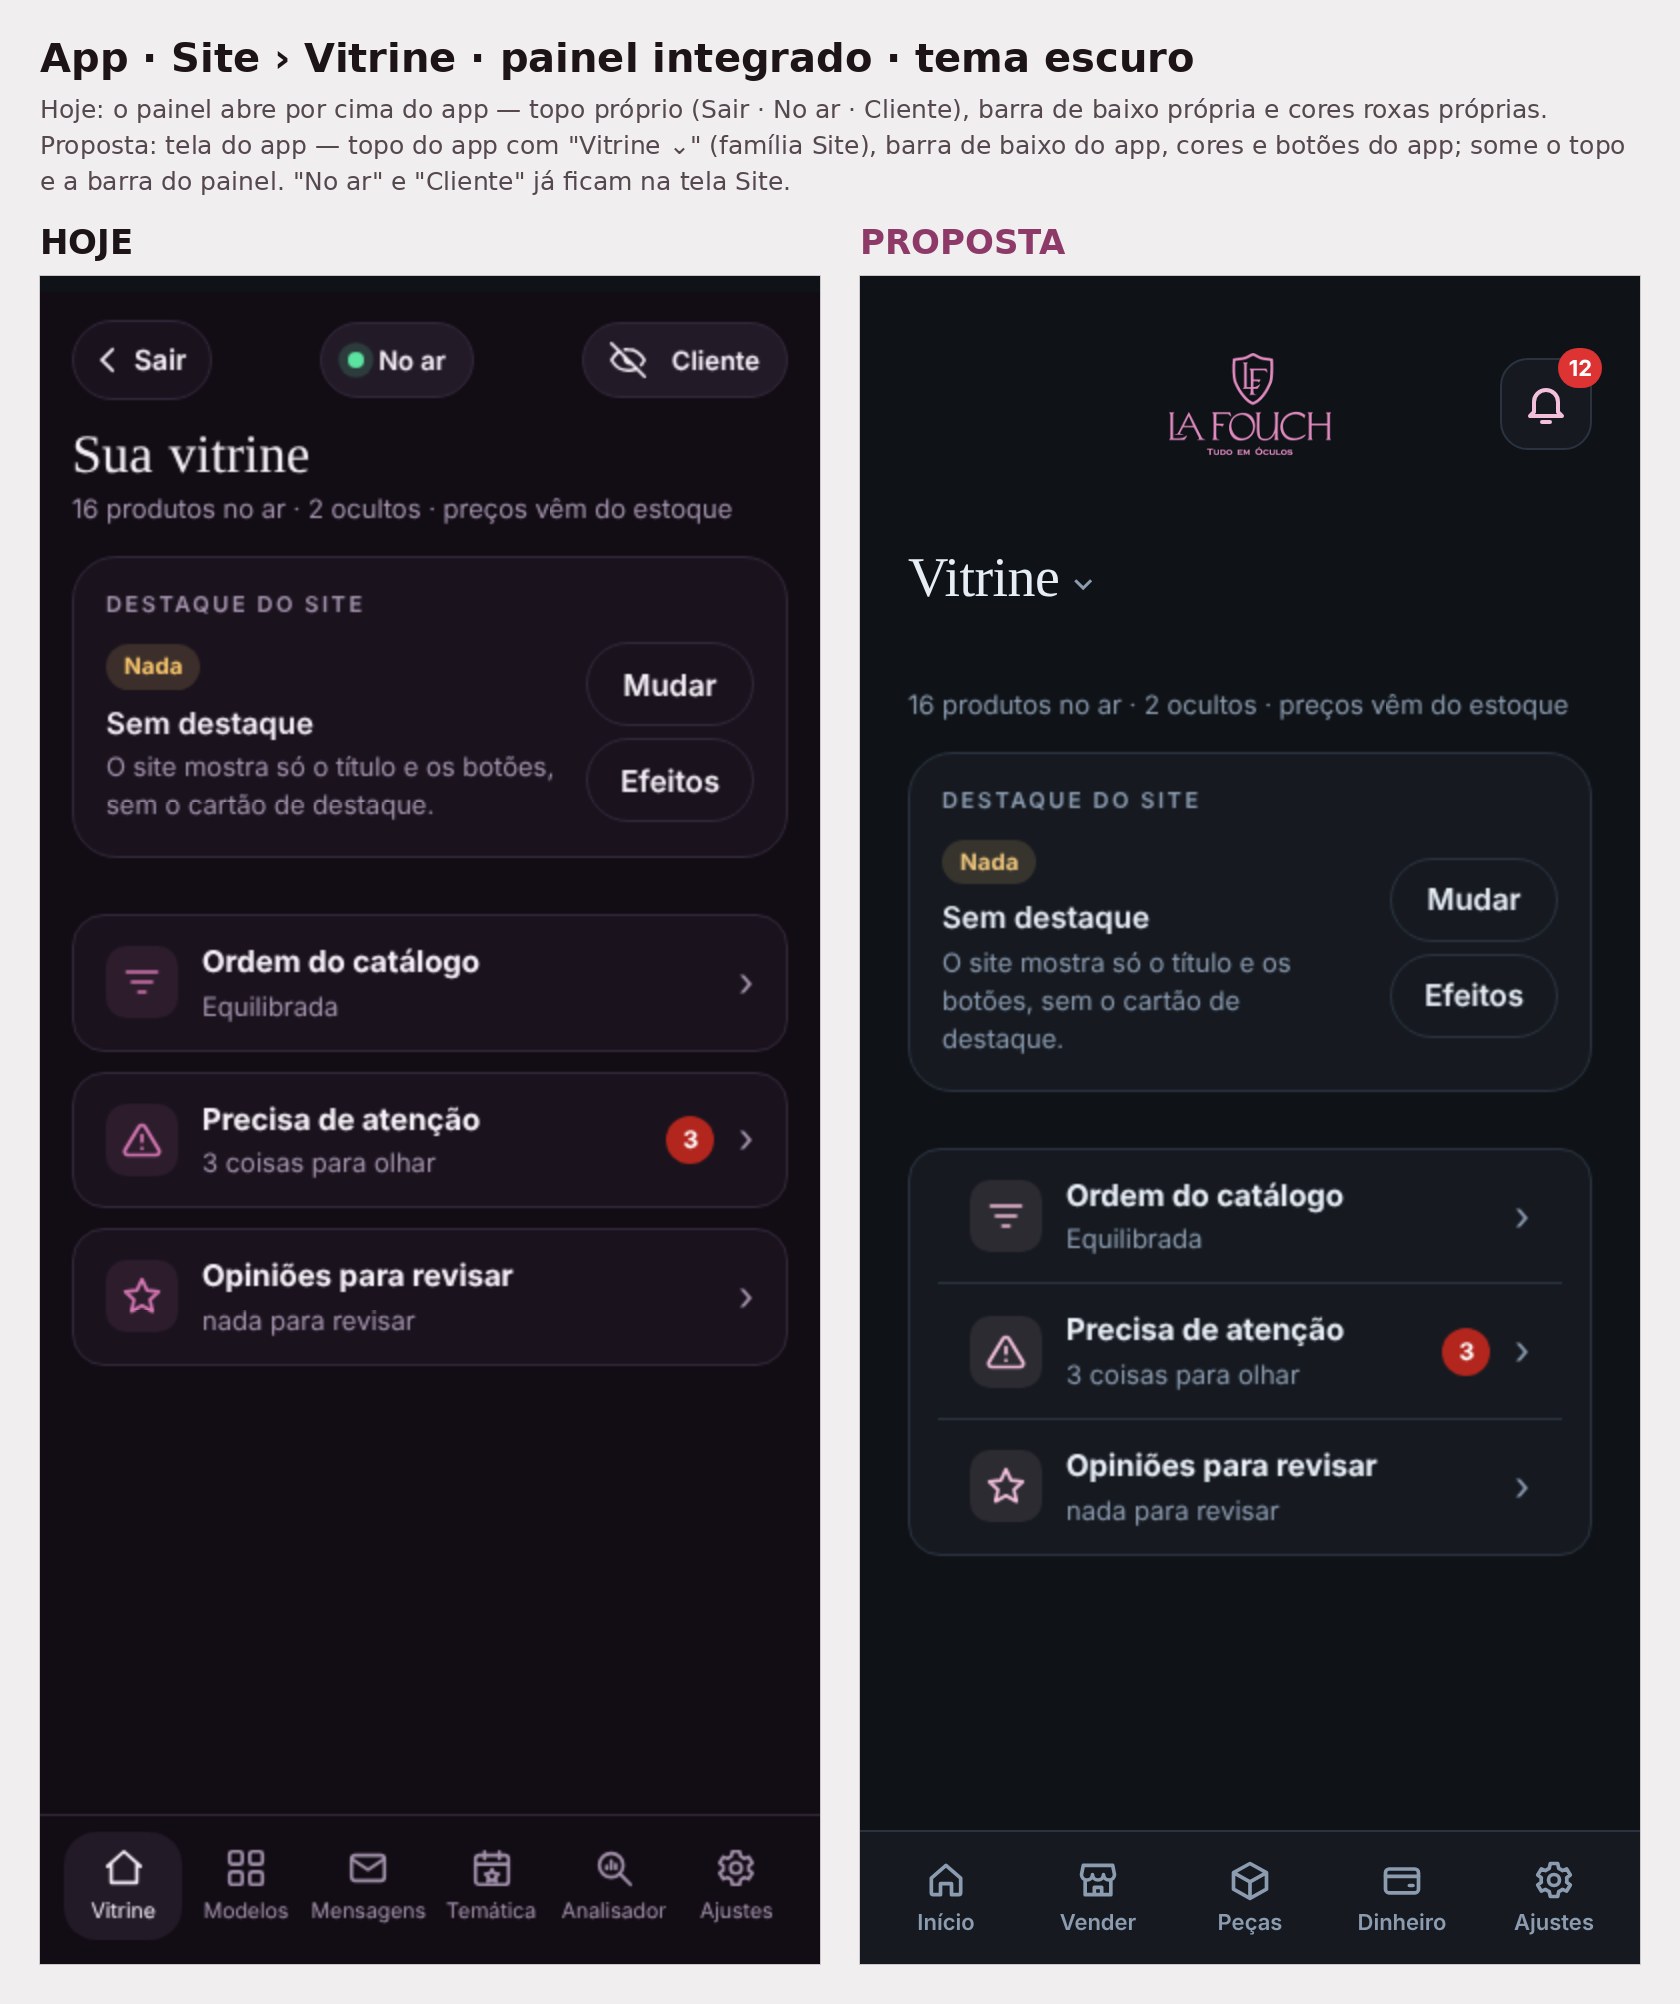 App · Site › Vitrine · painel integrado · tema escuro
Hoje: o painel abre por cima do app — topo próprio (Sair · No ar · Cliente), barra de baixo própria e cores roxas próprias.
Proposta: tela do app — topo do app com "Vitrine ⌄" (família Site), barra de baixo do app, cores e botões do app; some o topo
e a barra do painel. "No ar" e "Cliente" já ficam na tela Site.
HOJE
Sair
No ar
Cliente
Sua vitrine
16 produtos no ar · 2 ocultos · preços vêm do estoque
DESTAQUE DO SITE
Nada
Sem destaque
O site mostra só o título e os botões,
sem o cartão de destaque.
Mudar
Efeitos
Ordem do catálogo
Equilibrada
Precisa de atenção
3 coisas para olhar
3
Opiniões para revisar
nada para revisar
Vitrine
Modelos
Mensagens
Temática
Analisador
Ajustes
PROPOSTA
LF
LA FOUCH
TUDO EM ÓCULOS
12
Vitrine
16 produtos no ar · 2 ocultos · preços vêm do estoque
DESTAQUE DO SITE
Nada
Sem destaque
O site mostra só o título e os
botões, sem o cartão de
destaque.
Mudar
Efeitos
Ordem do catálogo
Equilibrada
Precisa de atenção
3 coisas para olhar
3
Opiniões para revisar
nada para revisar
Início
Vender
Peças
Dinheiro
Ajustes